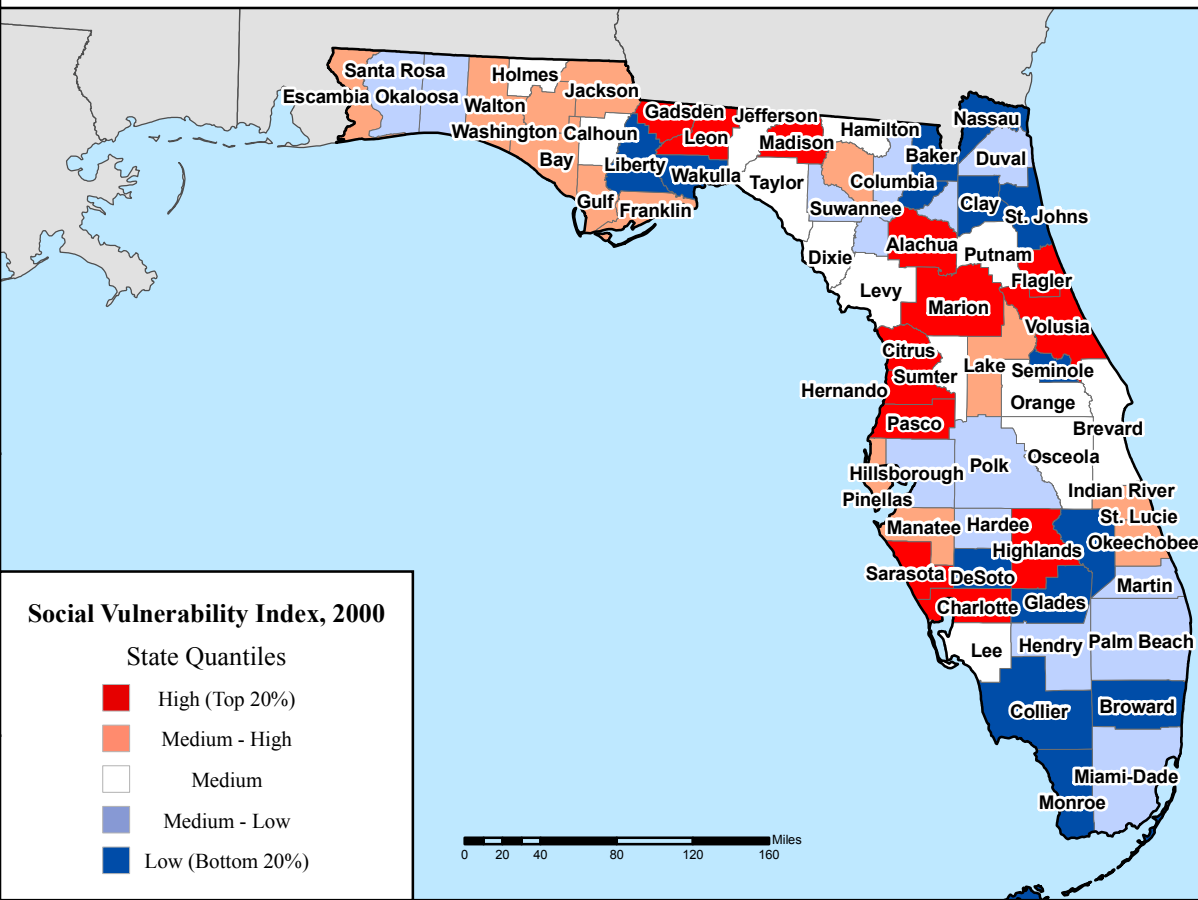 Santa Rosa
Holmes
Jackson
Escambia
Okaloosa
Walton
Washington
Calhoun
Bay
Liberty
Gulf
Franklin
Gadsden
Leon
Jefferson
Madison
Wakulla
Taylor
Hamilton
Nassau
Baker
Duval
Columbia
Suwannee
Clay
St. Johns
Dixie
Alachua
Putnam
Flagler
Levy
Marion
Volusia
Citrus
Sumter
Lake
Seminole
Hernando
Orange
Pasco
Brevard
Osceola
Polk
Hillsborough
Pinellas
Indian River
St. Lucie
Manatee
Hardee
Highlands
Okeechobee
Sarasota
DeSoto
Martin
Charlotte
Glades
Lee
Hendry
Palm Beach
Collier
Broward
Miami-Dade
Monroe
Social Vulnerability Index, 2000
State Quantiles
High (Top 20%)
Medium - High
Medium
Medium - Low
Low (Bottom 20%)
Miles
0 20 40 80 120 160